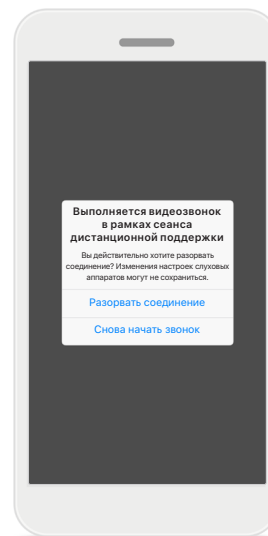 Выполняется видеозвонок
в рамках сеанса
дистанционной поддержки
Вы действительно хотите разорвать
соединение? Изменения настроек слуховых
аппаратов могут не сохраниться.
Разорвать соединение
Снова начать звонок